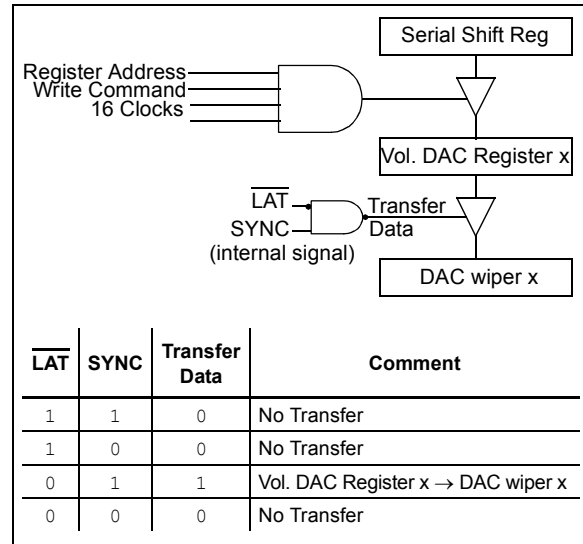 Serial Shift Reg
Register Address
Write Command
16 Clocks
Vol. DAC Register x
LAT
Transfer
SYNC
Data
(internal signal)
DAC wiper x
LAT SYNC Transfer Data Comment
1 1 0 No Transfer
1 0 0 No Transfer
0 1 1 Vol. DAC Register x → DAC wiper x
0 0 0 No Transfer